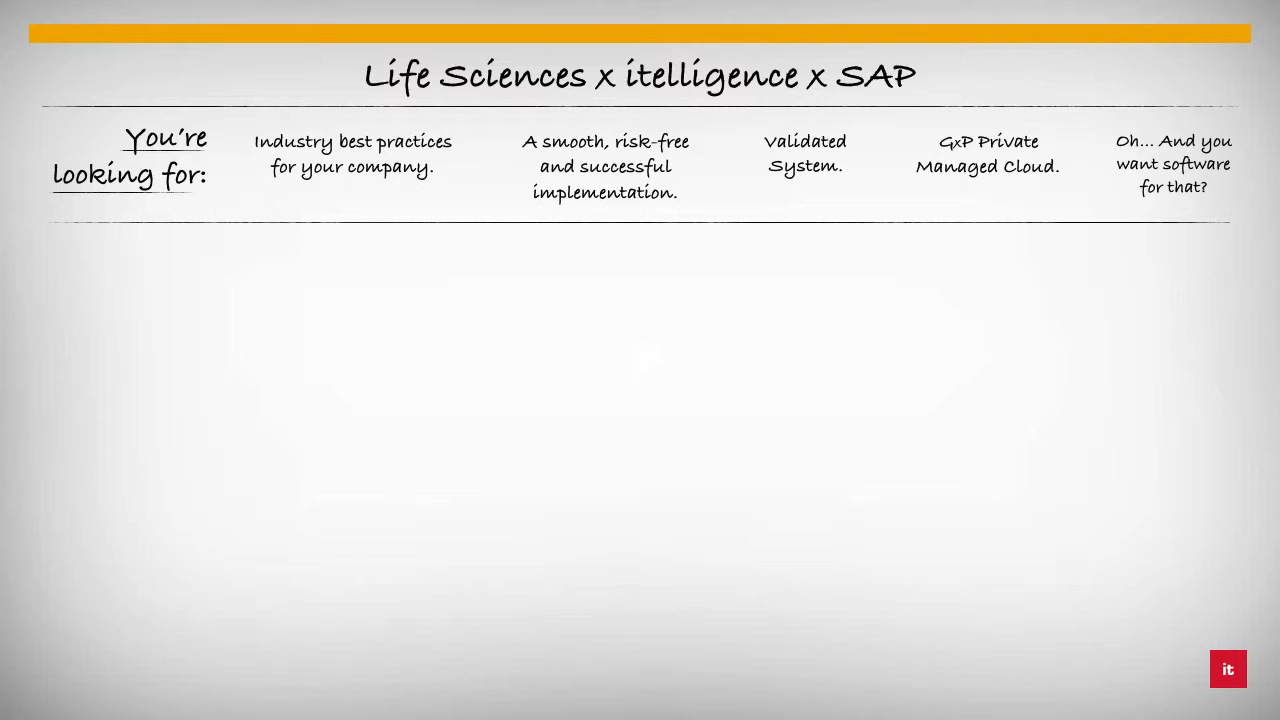 Life Sciences x itelligence x SAP
You're
looking for:
Industry best practices
for your company.
A smooth, risk-free
and successful
implementation.
Validated
System.
GxP Private
Managed Cloud.
Oh... And you
want software
for that?
it